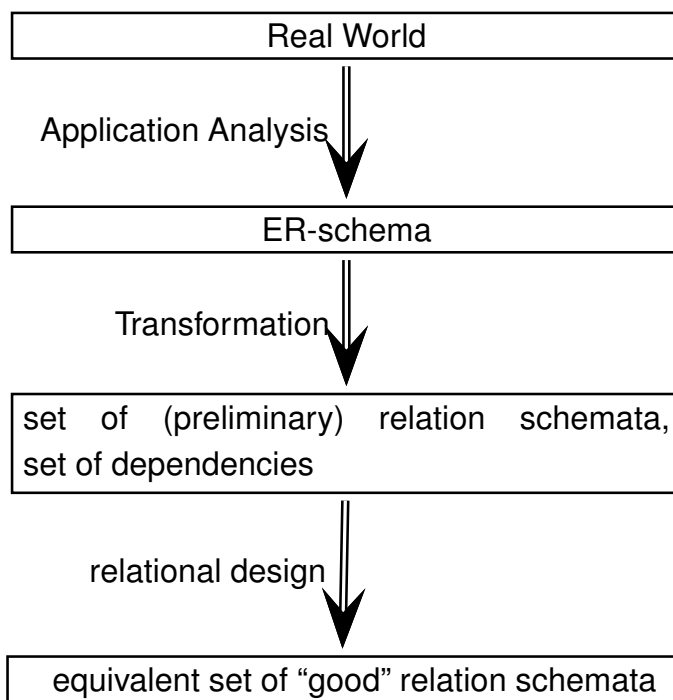 Real World
Application Analysis
ER-schema
Transformation
set of (preliminary) relation schemata,
set of dependencies
relational design
equivalent set of “good” relation schemata